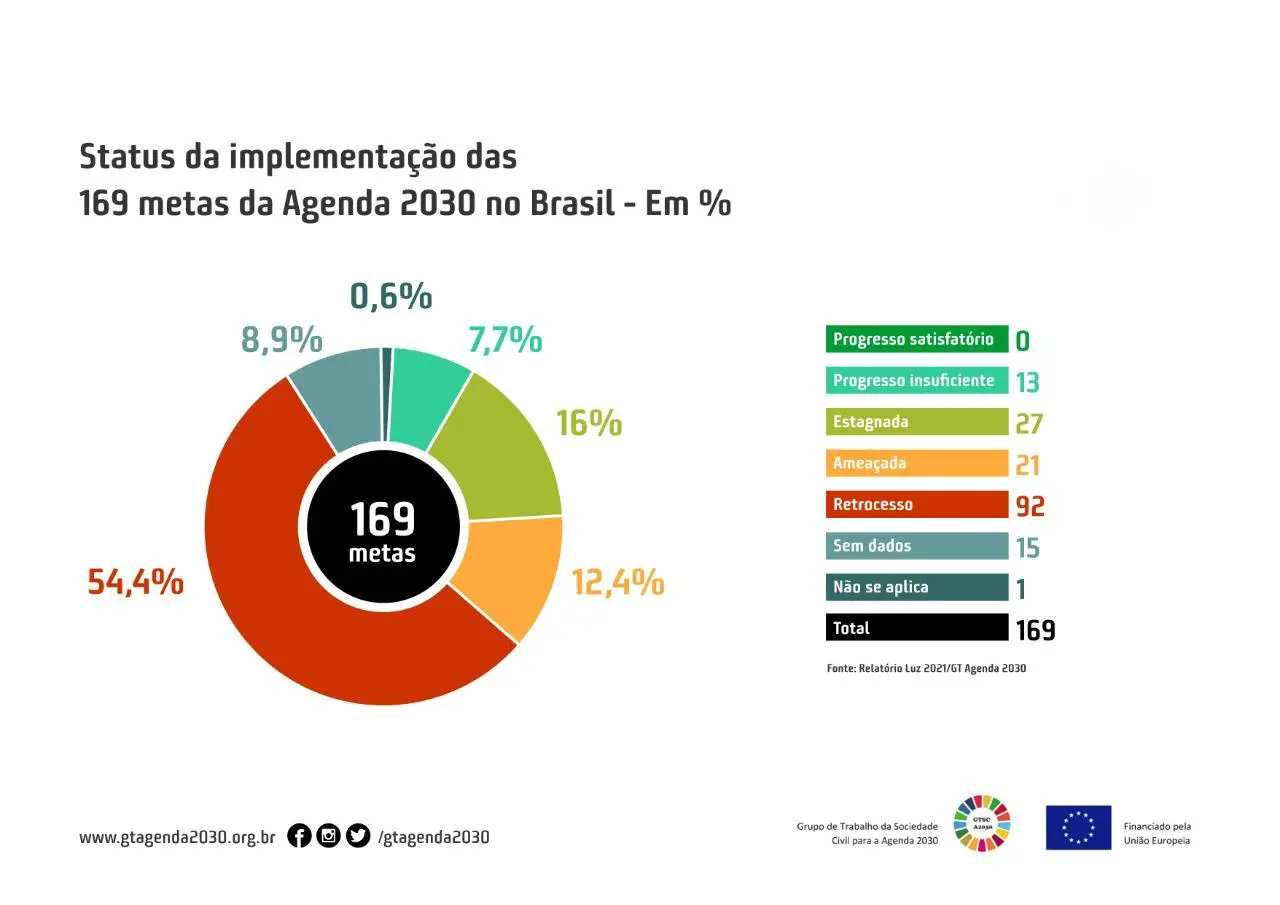 Status da implementação das
169 metas da Agenda 2030 no Brasil - Em %
0,6%
8,9%
7,7%
16%
12,4%
54,4%
169
metas
Progresso satisfatório 0
Progresso insuficiente 13
Estagnada 27
Ameaçada 21
Retrocesso 92
Sem dados 15
Não se aplica 1
Total 169
Fonte: Relatório Luz 2021/GT Agenda 2030
www.gtagenda2030.org.br
/gtagenda2030
Grupo de Trabalho da Sociedade
Civil para a Agenda 2030
GTSC
A2030
Financiado pela
União Europeia